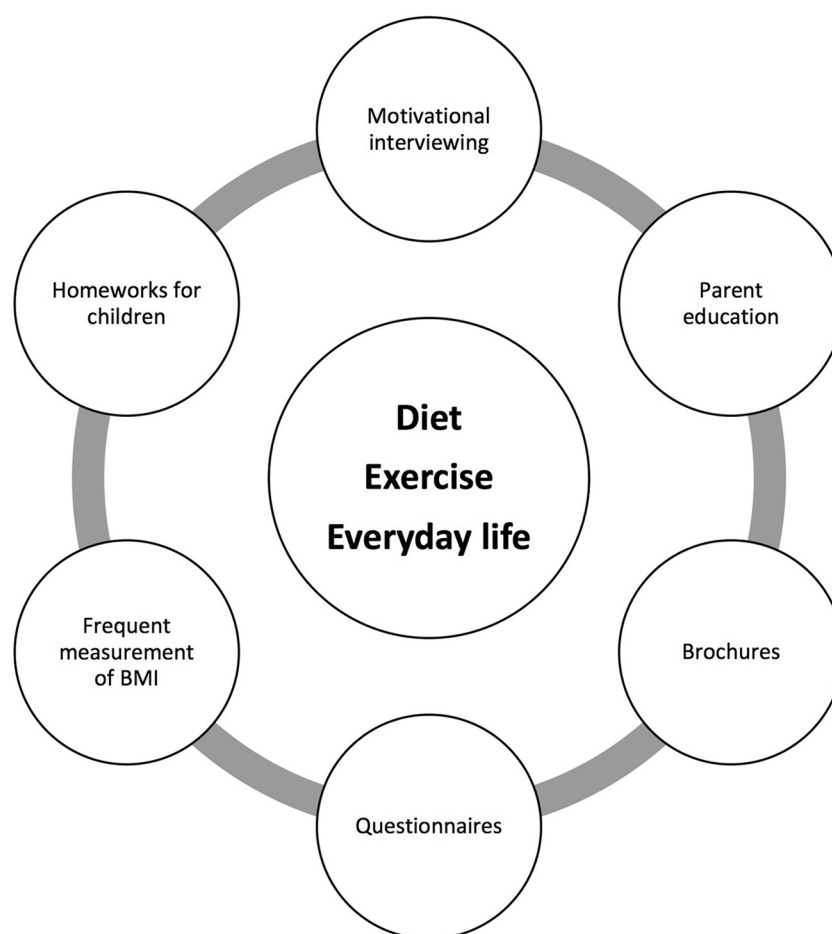 Motivational
interviewing
Homeworks for
children
Parent
education
Diet
Exercise
Everyday life
Frequent
measurement
of BMI
Brochures
Questionnaires